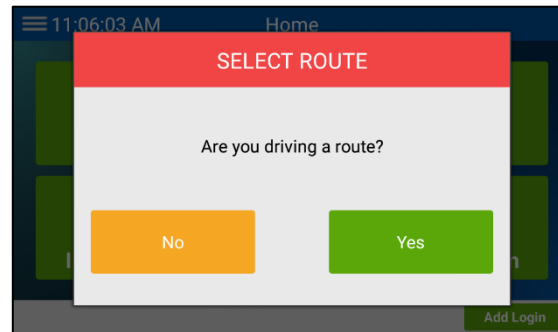 11:06:03 AM Home
SELECT ROUTE
Are you driving a route?
No Yes
Add Login